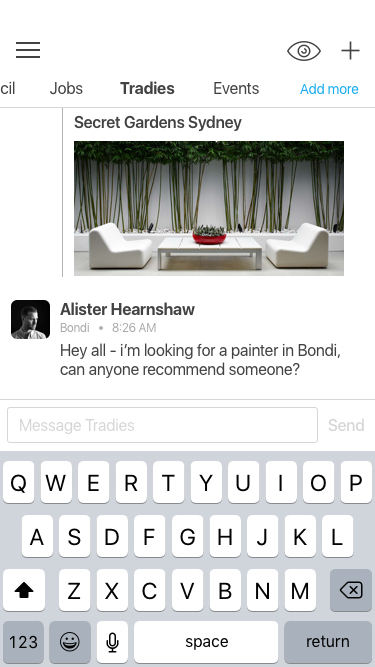 cil Jobs Tradies Events Add more
Secret Gardens Sydney
Alister Hearnshaw
Bondi • 8:26 AM
Hey all - i’m looking for a painter in Bondi,
can anyone recommend someone?
Message Tradies Send
Q W E R T Y U I O P
A S D F G H J K L
Z X C V B N M
123 space return